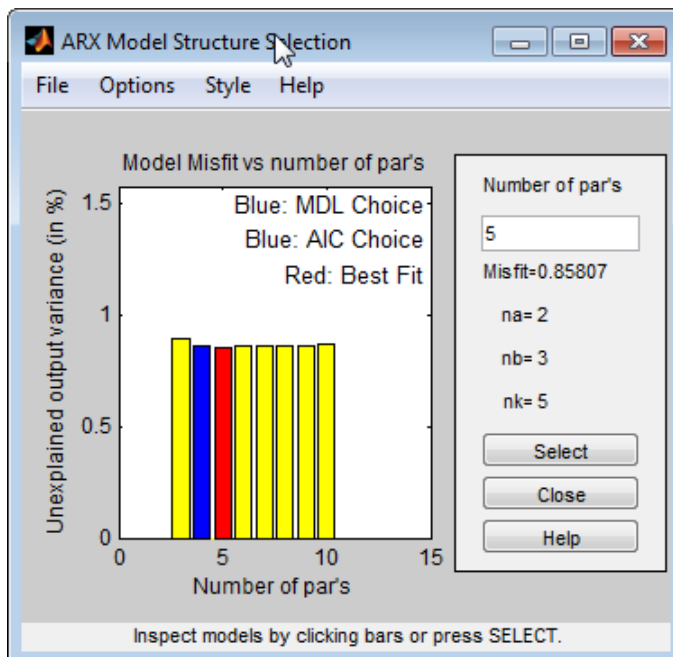 ARX Model Structure Selection
File Options Style Help
Model Misfit vs number of par's
Unexplained output variance (in %)
1.5
1
0.5
0
Blue: MDL Choice
Blue: AIC Choice
Red: Best Fit
0 5 10 15
Number of par's
Number of par's
5
Misfit=0.85807
na= 2
nb= 3
nk= 5
Select
Close
Help
Inspect models by clicking bars or press SELECT.